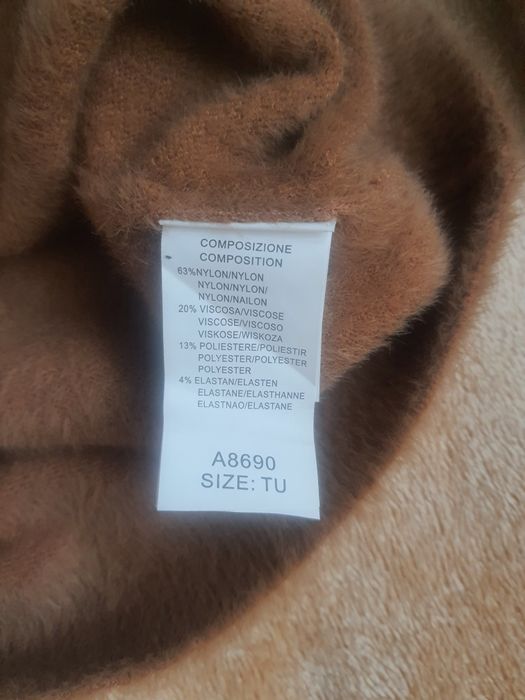 COMPOSIZIONE
COMPOSITION
63%NYLON/NYLON
NYLON/NYLON/
NYLON/NAILON
20% VISCOSA/VISCOSE
VISCOSE/VISCOSO
VISKOSE/WISKOZA
13% POLIESTERE/POLIESTIR
POLYESTER/POLYESTER
POLYESTER
4% ELASTAN/ELASTEN
ELASTANE/ELASTHANNE
ELASTNAO/ELASTANE
A8690
SIZE: TU